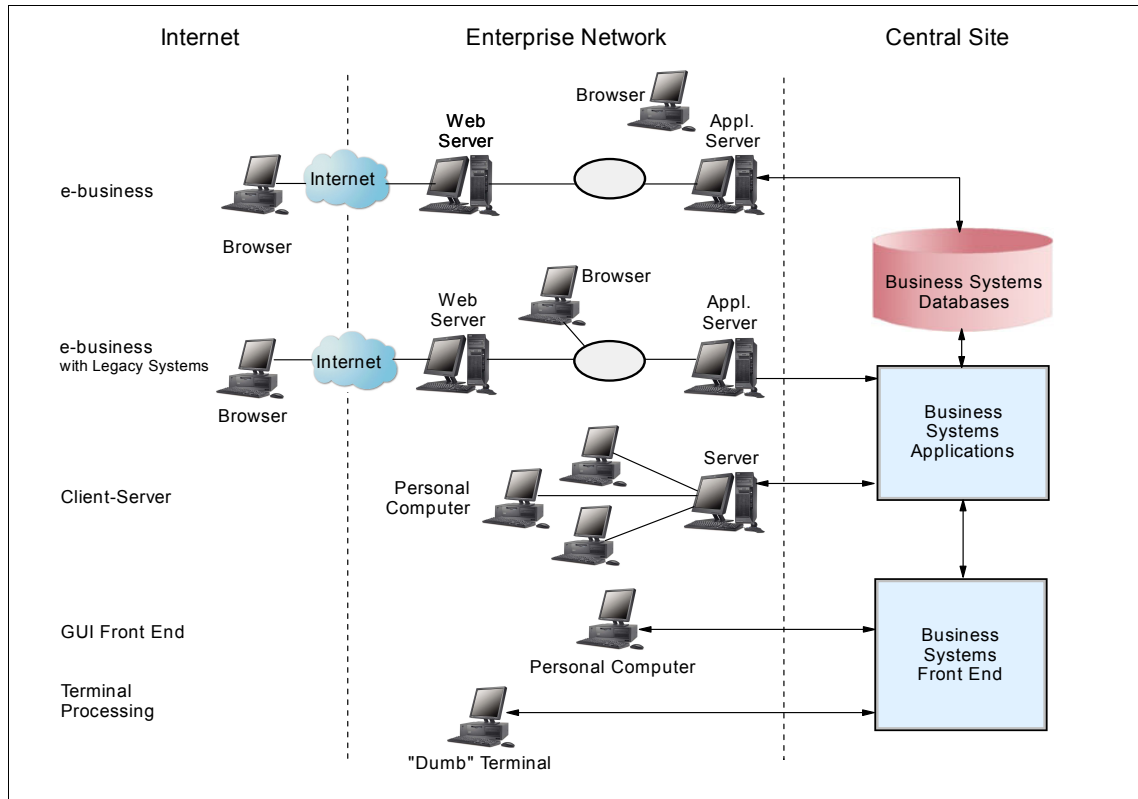 Internet
Enterprise Network
Central Site
Browser
Web
Server
Appl.
Server
e-business
Internet
Browser
Business Systems
Databases
Browser
Web
Server
Appl.
Server
e-business
with Legacy Systems
Internet
Browser
Business
Systems
Applications
Client-Server
Personal
Computer
Server
GUI Front End
Personal Computer
Business
Systems
Front End
Terminal
Processing
"Dumb" Terminal